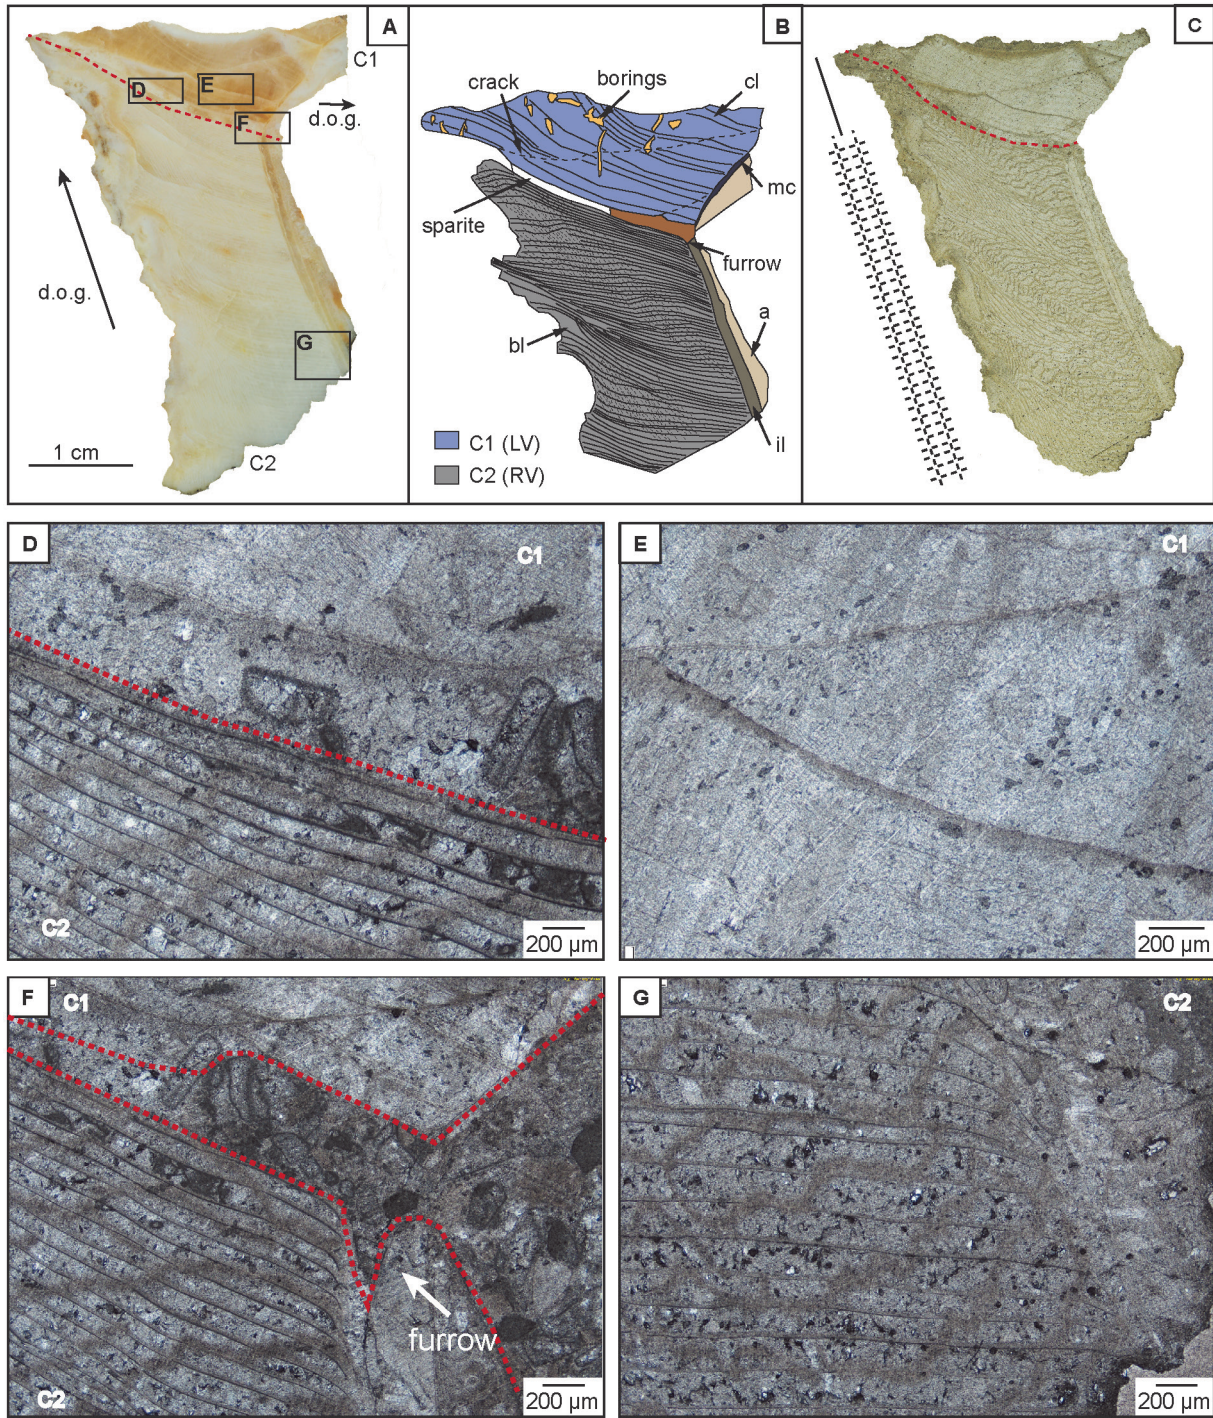 A
C1
D
E
F
d.o.g.
d.o.g.
G
1 cm
C2
B
crack
borings
cl
mc
sparite
furrow
a
bl
il
C1 (LV)
C2 (RV)
C
D
C1
C2
200 µm
E
C1
200 µm
F
C1
furrow
C2
200 µm
G
C2
200 µm